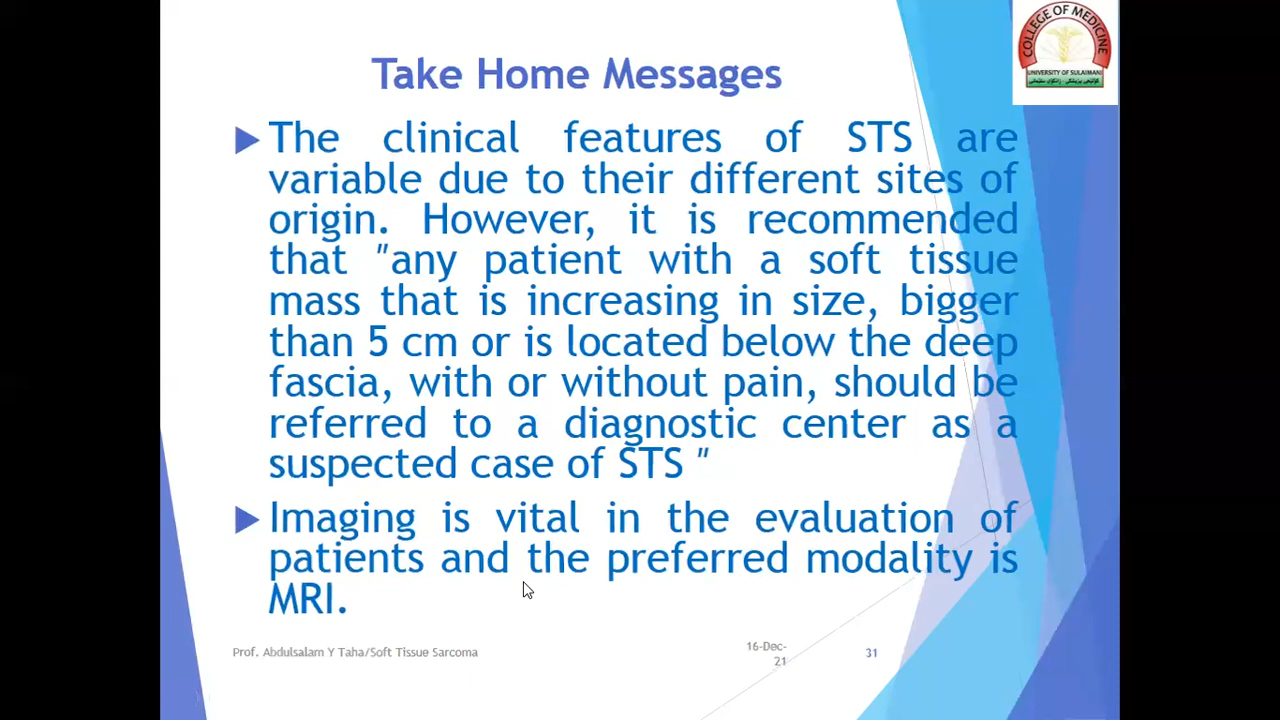 COLLEGE OF MEDICINE
UNIVERSITY OF SULAIMANI
Take Home Messages
The clinical features of STS are
variable due to their different sites of
origin. However, it is recommended
that "any patient with a soft tissue
mass that is increasing in size, bigger
than 5 cm or is located below the deep
fascia, with or without pain, should be
referred to a diagnostic center as a
suspected case of STS "
Imaging is vital in the evaluation of
patients and the preferred modality is
MRI.
Prof. Abdulsalam Y Taha/Soft Tissue Sarcoma
16-Dec-
21
31